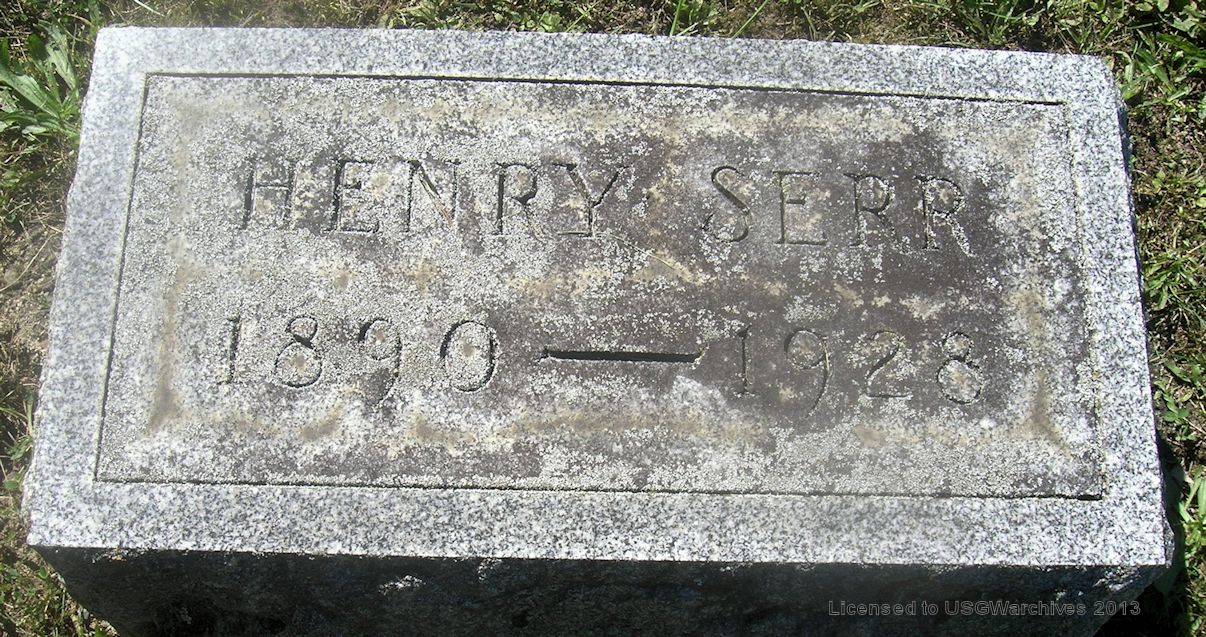 HENRY SERR
1890 — 1928
Licensed to USGWarchives 2013